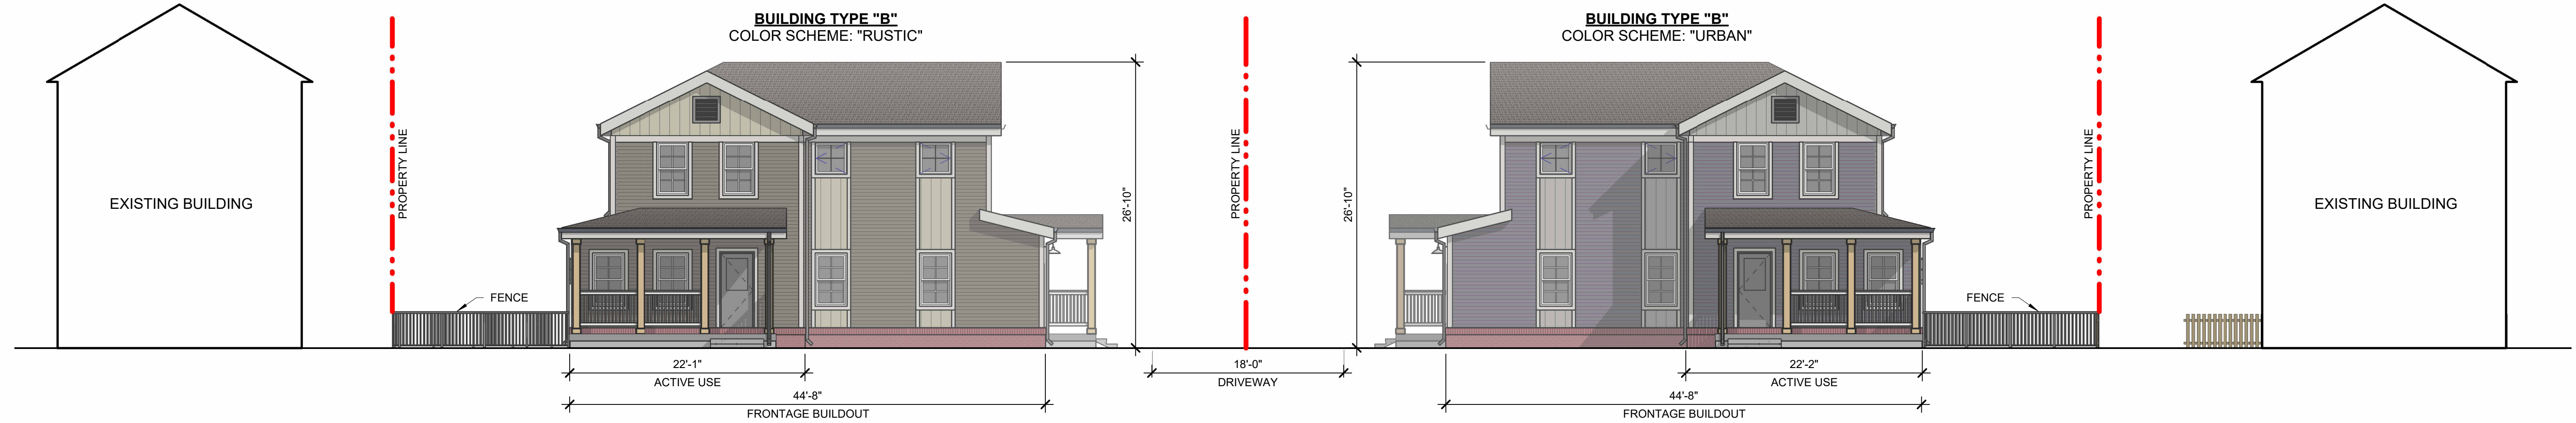 BUILDING TYPE "B"
COLOR SCHEME: "RUSTIC"
BUILDING TYPE "B"
COLOR SCHEME: "URBAN"
EXISTING BUILDING
PROPERTY LINE
FENCE
26'-10"
PROPERTY LINE
26'-10"
FENCE
PROPERTY LINE
EXISTING BUILDING
22'-1"
ACTIVE USE
44'-8"
FRONTAGE BUILDOUT
18'-0"
DRIVEWAY
22'-2"
ACTIVE USE
44'-8"
FRONTAGE BUILDOUT